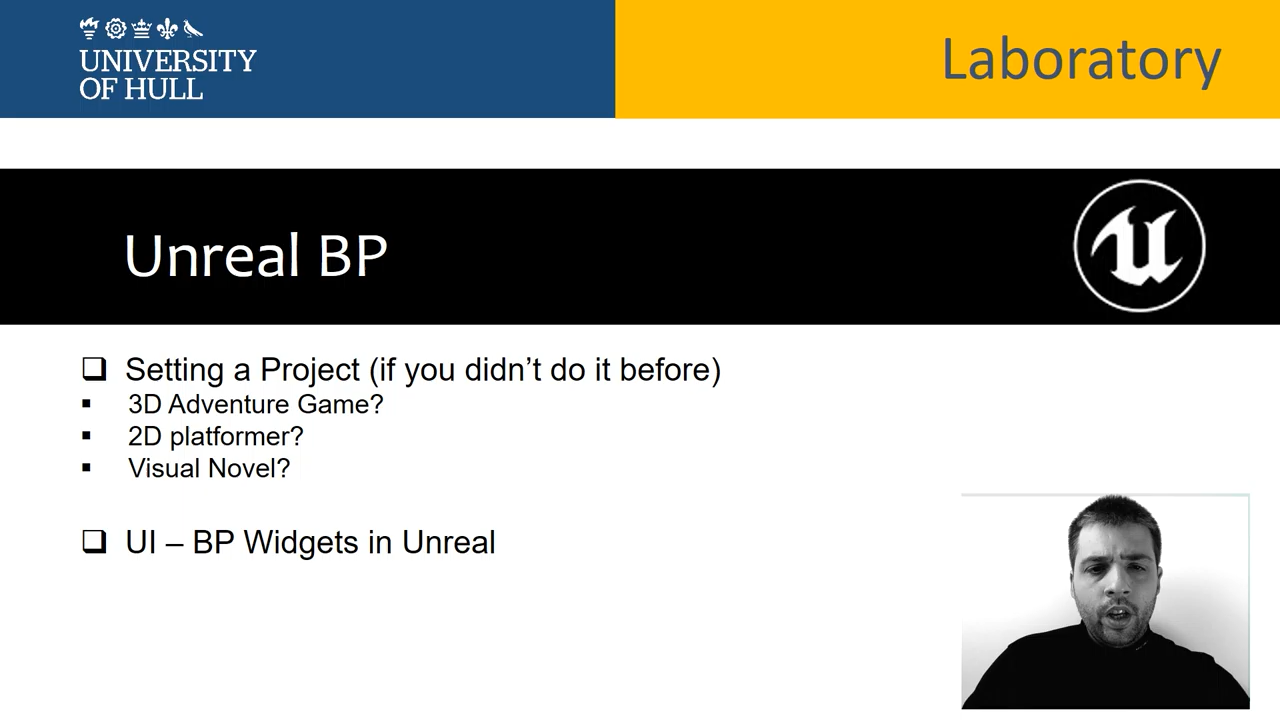 UNIVERSITY
OF HULL
Laboratory
Unreal BP
Setting a Project (if you didn’t do it before)
3D Adventure Game?
2D platformer?
Visual Novel?
UI – BP Widgets in Unreal